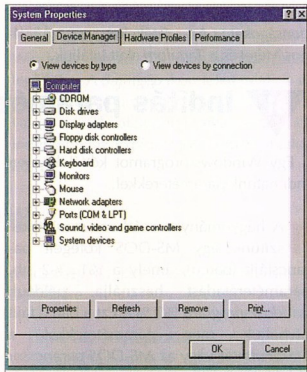 System Properties
General
Device Manager
Hardware Profiles
Performance
View devices by type
View devices by connection
Computer
CDROM
Disk drives
Display adapters
Floppy disk controllers
Hard disk controllers
Keyboard
Monitors
Mouse
Network adapters
Ports (COM & LPT)
Sound, video and game controllers
System devices
Properties
Refresh
Remove
Print...
OK
Cancel